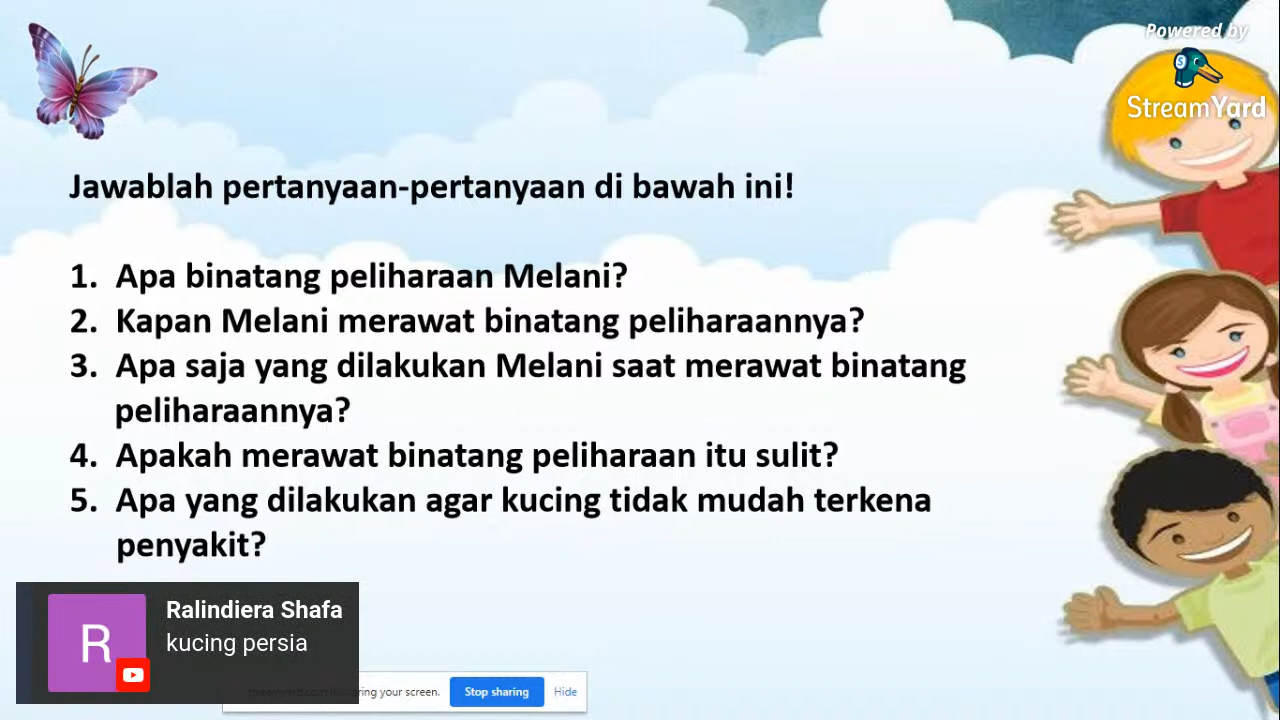 Powered by
StreamYard
Jawablah pertanyaan-pertanyaan di bawah ini!
1. Apa binatang peliharaan Melani?
2. Kapan Melani merawat binatang peliharaannya?
3. Apa saja yang dilakukan Melani saat merawat binatang
peliharaannya?
4. Apakah merawat binatang peliharaan itu sulit?
5. Apa yang dilakukan agar kucing tidak mudah terkena
penyakit?
R
Ralindiera Shafa
kucing persia
your screen.
Stop sharing
Hide